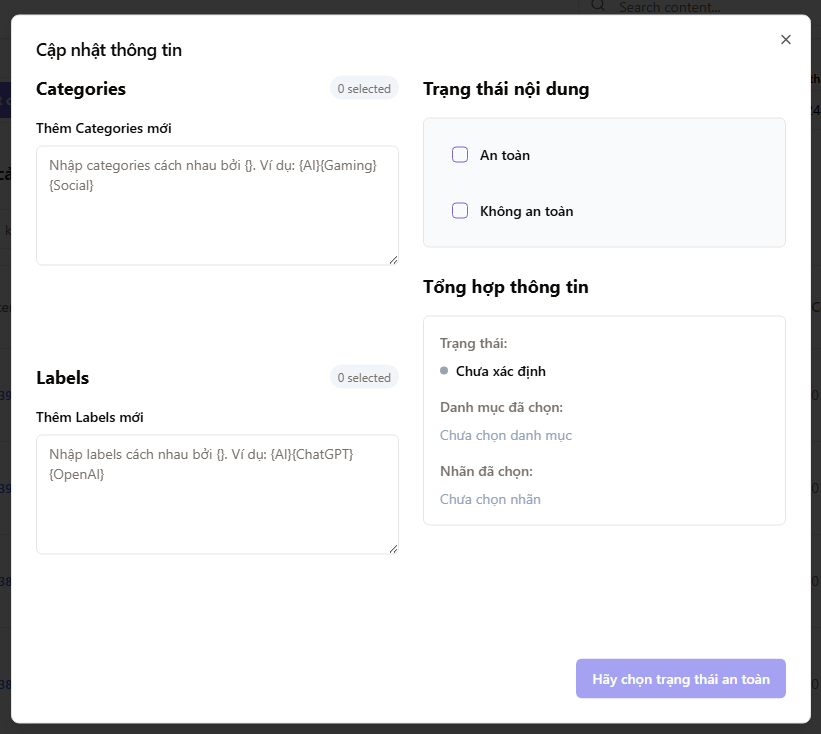 Search content...
Cập nhật thông tin
Categories
0 selected
Thêm Categories mới
Nhập categories cách nhau bởi {}. Ví dụ: {AI}{Gaming}
{Social}
Labels
0 selected
Thêm Labels mới
Nhập labels cách nhau bởi {}. Ví dụ: {AI}{ChatGPT}
{OpenAI}
Trạng thái nội dung
An toàn
Không an toàn
Tổng hợp thông tin
Trạng thái:
Chưa xác định
Danh mục đã chọn:
Chưa chọn danh mục
Nhãn đã chọn:
Chưa chọn nhãn
Hãy chọn trạng thái an toàn